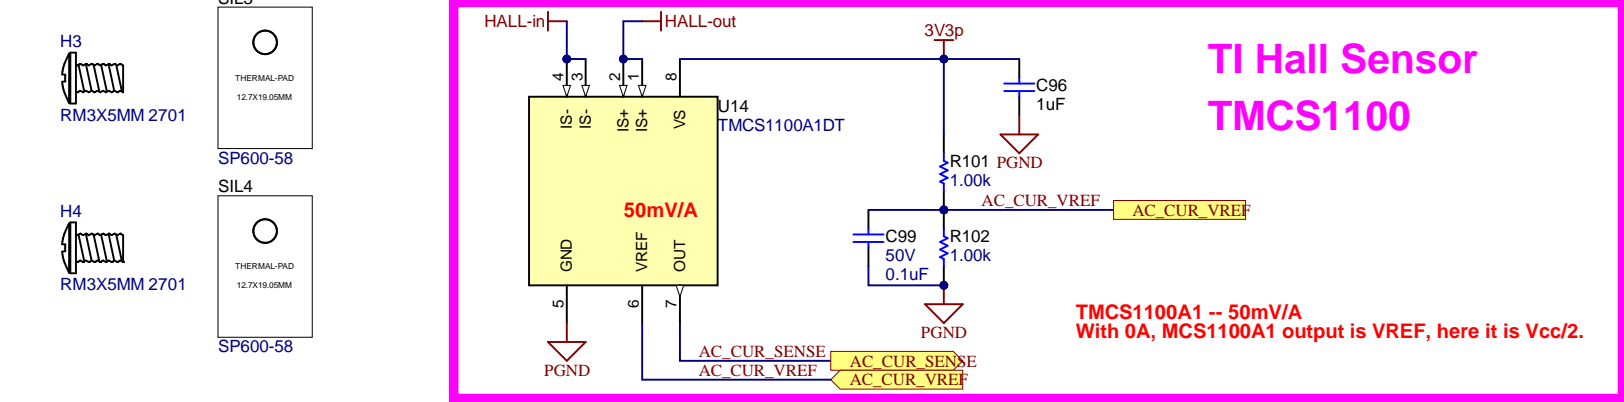 SIL3
H3
THERMAL-PAD
12.7X19.05MM
RM3X5MM 2701
SP600-58
SIL4
H4
THERMAL-PAD
12.7X19.05MM
RM3X5MM 2701
SP600-58
HALL-in
HALL-out
3V3p
TI Hall Sensor
TMCS1100
4
3
2
1
8
IS-
IS-
IS+
IS+
VS
U14
TMCS1100A1DT
C96
1uF
PGND
R101
1.00k
50mV/A
AC_CUR_VREF
AC_CUR_VREF
GND
VREF
OUT
C99
50V
0.1uF
R102
1.00k
5
6
7
PGND
TMCS1100A1 -- 50mV/A
With 0A, MCS1100A1 output is VREF, here it is Vcc/2.
PGND
AC_CUR_SENSE
AC_CUR_SENSE
AC_CUR_VREF
AC_CUR_VREF